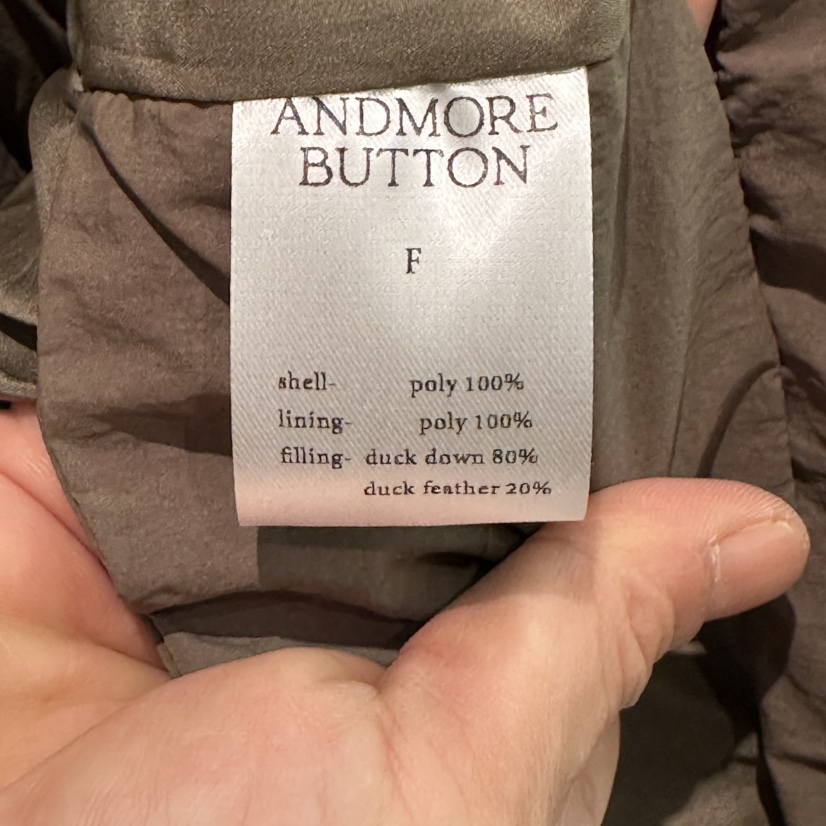 ANDMORE
BUTTON
F
shell- poly 100%
lining- poly 100%
filling- duck down 80%
duck feather 20%